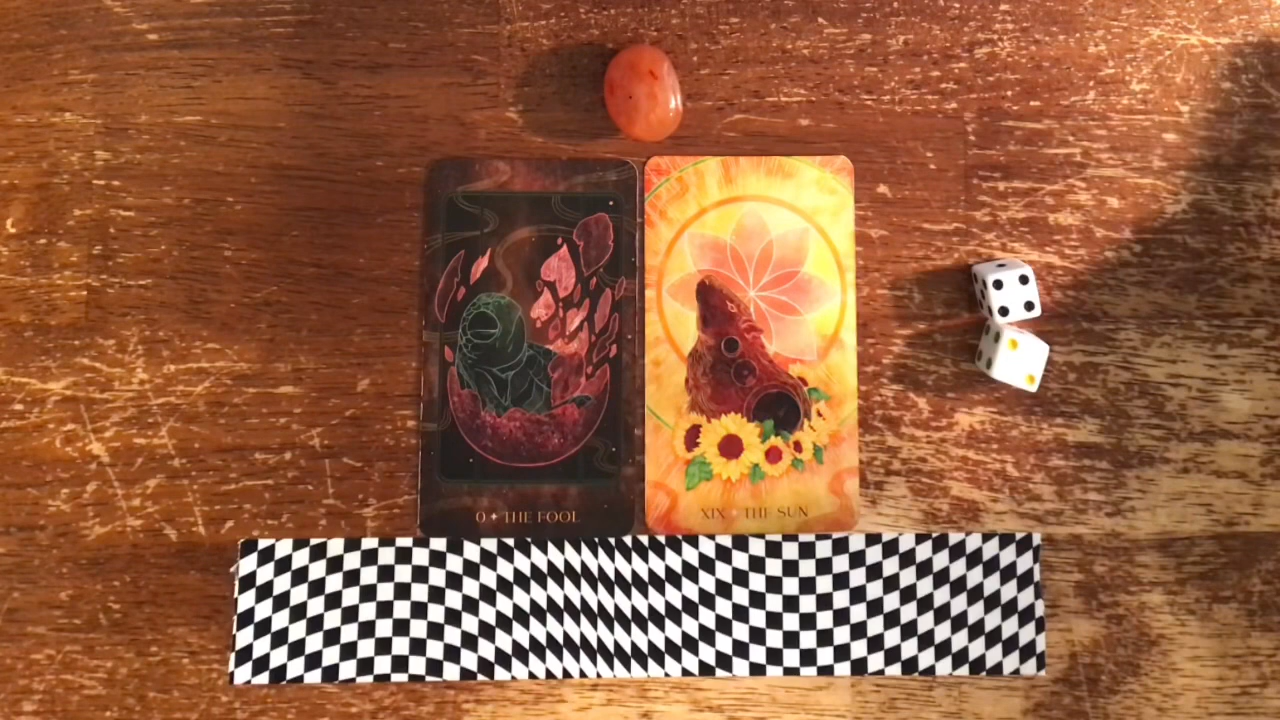 0 ✦ THE FOOL
XIX ✦ THE SUN